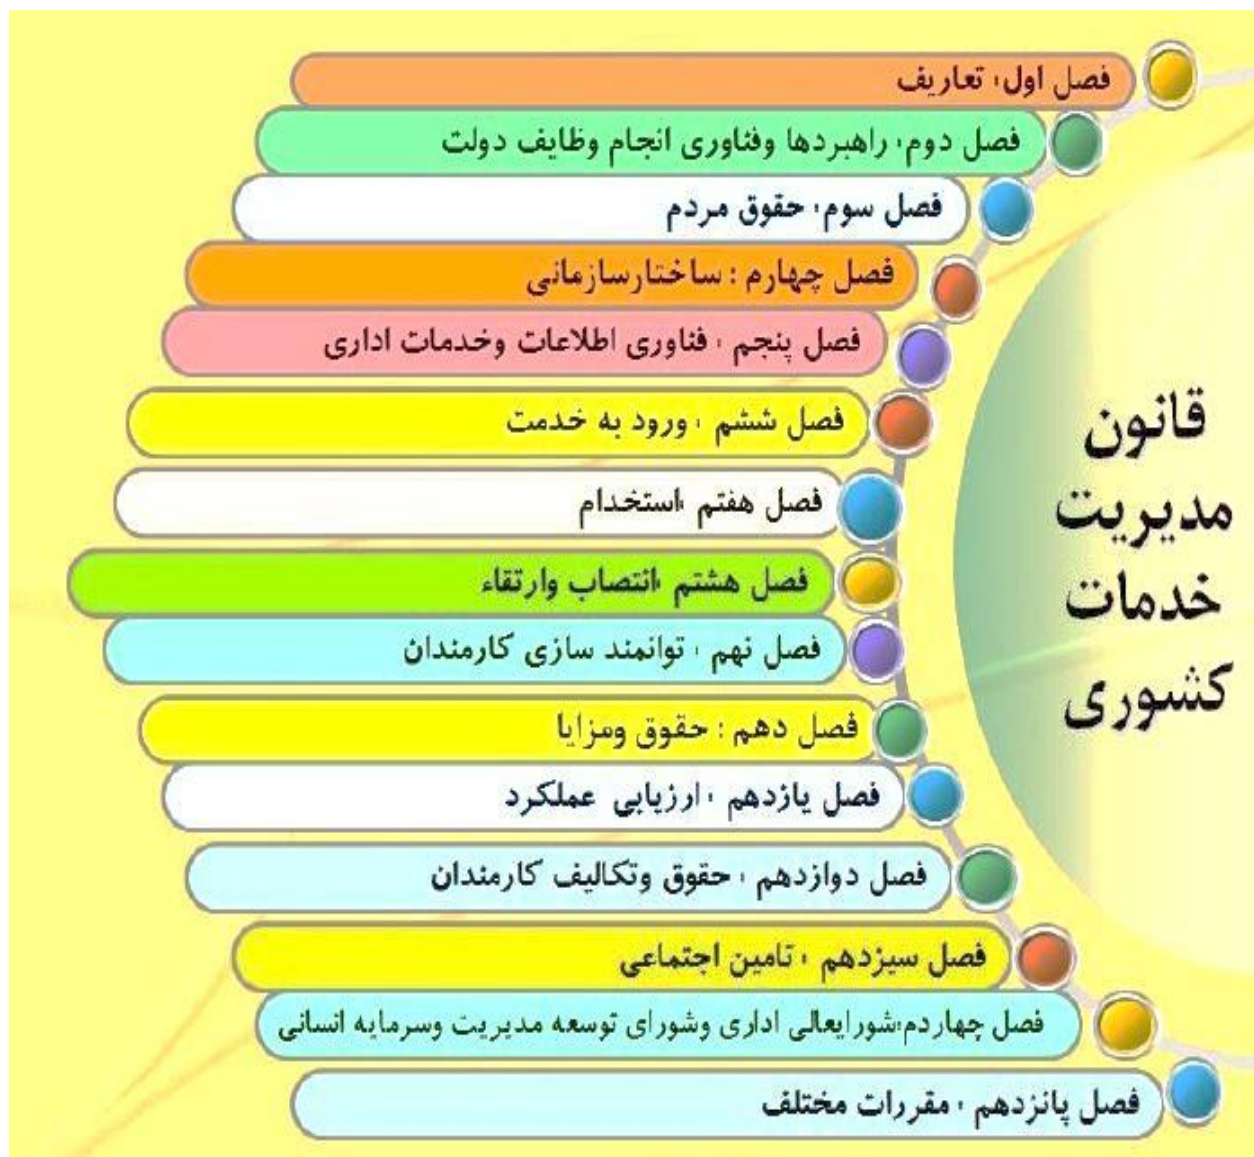 قانون
مدیریت
خدمات
کشوری
فصل اول: تعاریف
فصل دوم: راهبردها وفناوری انجام وظایف دولت
فصل سوم: حقوق مردم
فصل چهارم : ساختارسازمانی
فصل پنجم : فناوری اطلاعات وخدمات اداری
فصل ششم : ورود به خدمت
فصل هفتم :استخدام
فصل هشتم :انتصاب وارتقاء
فصل نهم : توانمند سازی کارمندان
فصل دهم : حقوق ومزایا
فصل یازدهم : ارزیابی عملکرد
فصل دوازدهم : حقوق وتکالیف کارمندان
فصل سیزدهم : تامین اجتماعی
فصل چهاردم:شورایعالی اداری وشورای توسعه مدیریت وسرمایه انسانی
فصل پانزدهم : مقررات مختلف